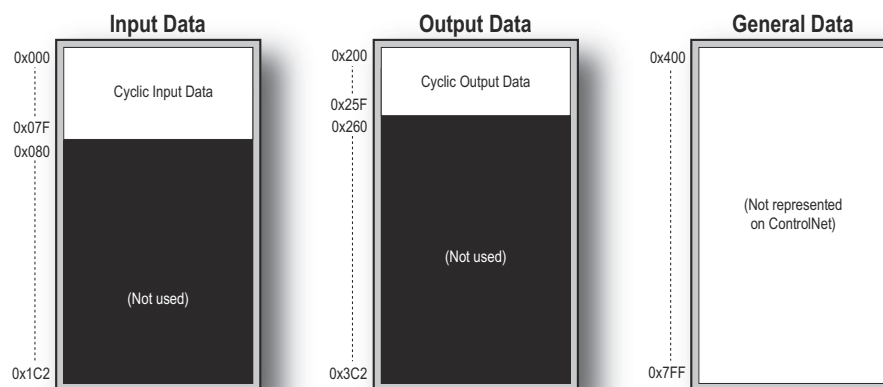 Input Data
0x000
Cyclic Input Data
0x07F
0x080
(Not used)
0x1C2
Output Data
0x200
Cyclic Output Data
0x25F
0x260
(Not used)
0x3C2
General Data
0x400
(Not represented
on ControlNet)
0x7FF